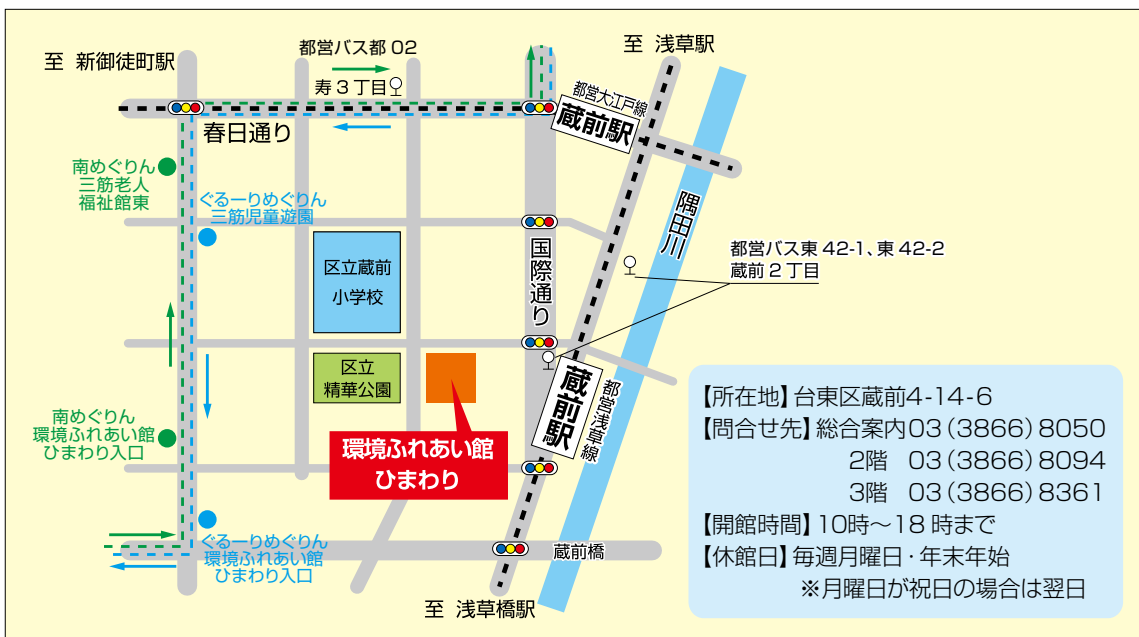 至 新御徒町駅
都営バス都 02
至 浅草駅
寿3丁目
都営大江戸線
蔵前駅
春日通り
南めぐりん
三筋老人
福祉館東
ぐるーりめぐりん
三筋児童遊園
隅田川
国際通り
都営バス東 42-1、東 42-2
蔵前2丁目
区立蔵前
小学校
区立
精華公園
蔵前駅
都営浅草線
南めぐりん
環境ふれあい館
ひまわり入口
環境ふれあい館
ひまわり
ぐるーりめぐりん
環境ふれあい館
ひまわり入口
蔵前橋
至 浅草橋駅
【所在地】台東区蔵前4-14-6
【問合せ先】総合案内03(3866)8050
2階 03(3866)8094
3階 03(3866)8361
【開館時間】10時〜18時まで
【休館日】毎週月曜日・年末年始
※月曜日が祝日の場合は翌日